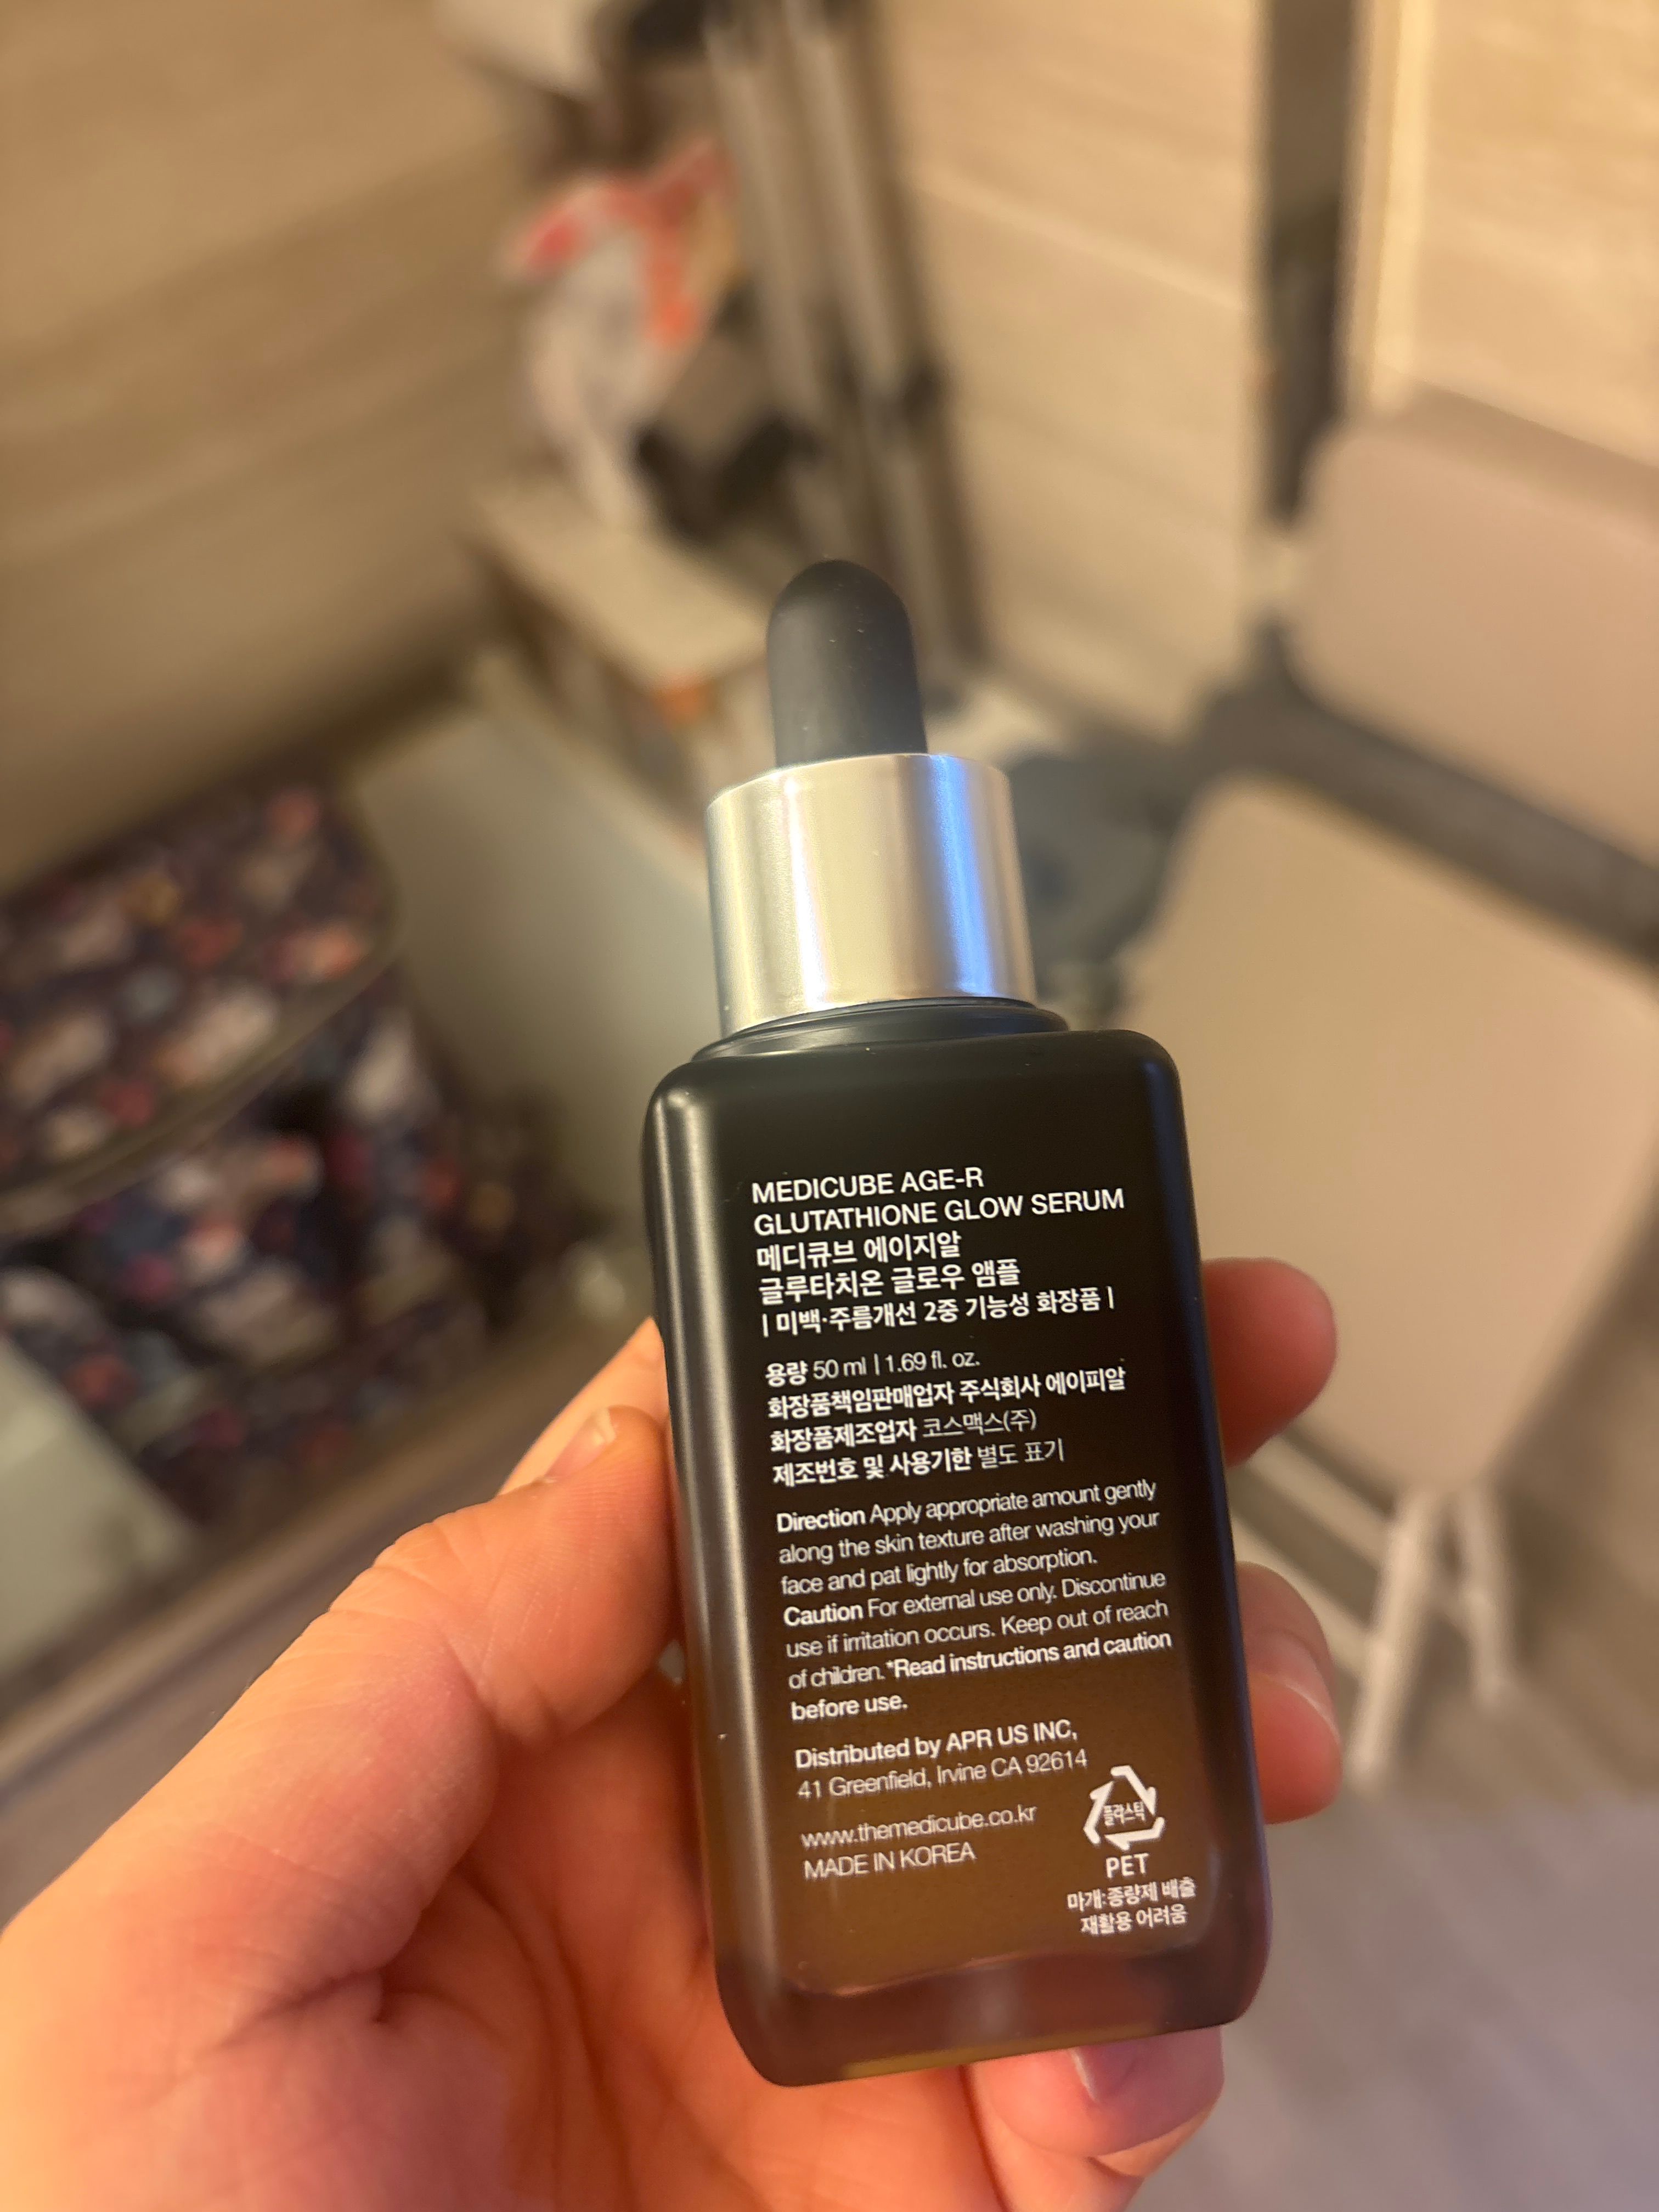 MEDICUBE AGE-R
GLUTATHIONE GLOW SERUM
메디큐브 에이지알
글루타치온 글로우 앰플
| 미백·주름개선 2중 기능성 화장품 |
용량 50 ml | 1.69 fl. oz.
화장품책임판매업자 주식회사 에이피알
화장품제조업자 코스맥스(주)
제조번호 및 사용기한 별도 표기
Direction Apply appropriate amount gently
along the skin texture after washing your
face and pat lightly for absorption.
Caution For external use only. Discontinue
use if irritation occurs. Keep out of reach
of children. *Read instructions and caution
before use.
Distributed by APR US INC,
41 Greenfield, Irvine CA 92614
www.themedicube.co.kr
MADE IN KOREA
플라스틱
PET
마개:종량제 배출
재활용 어려움